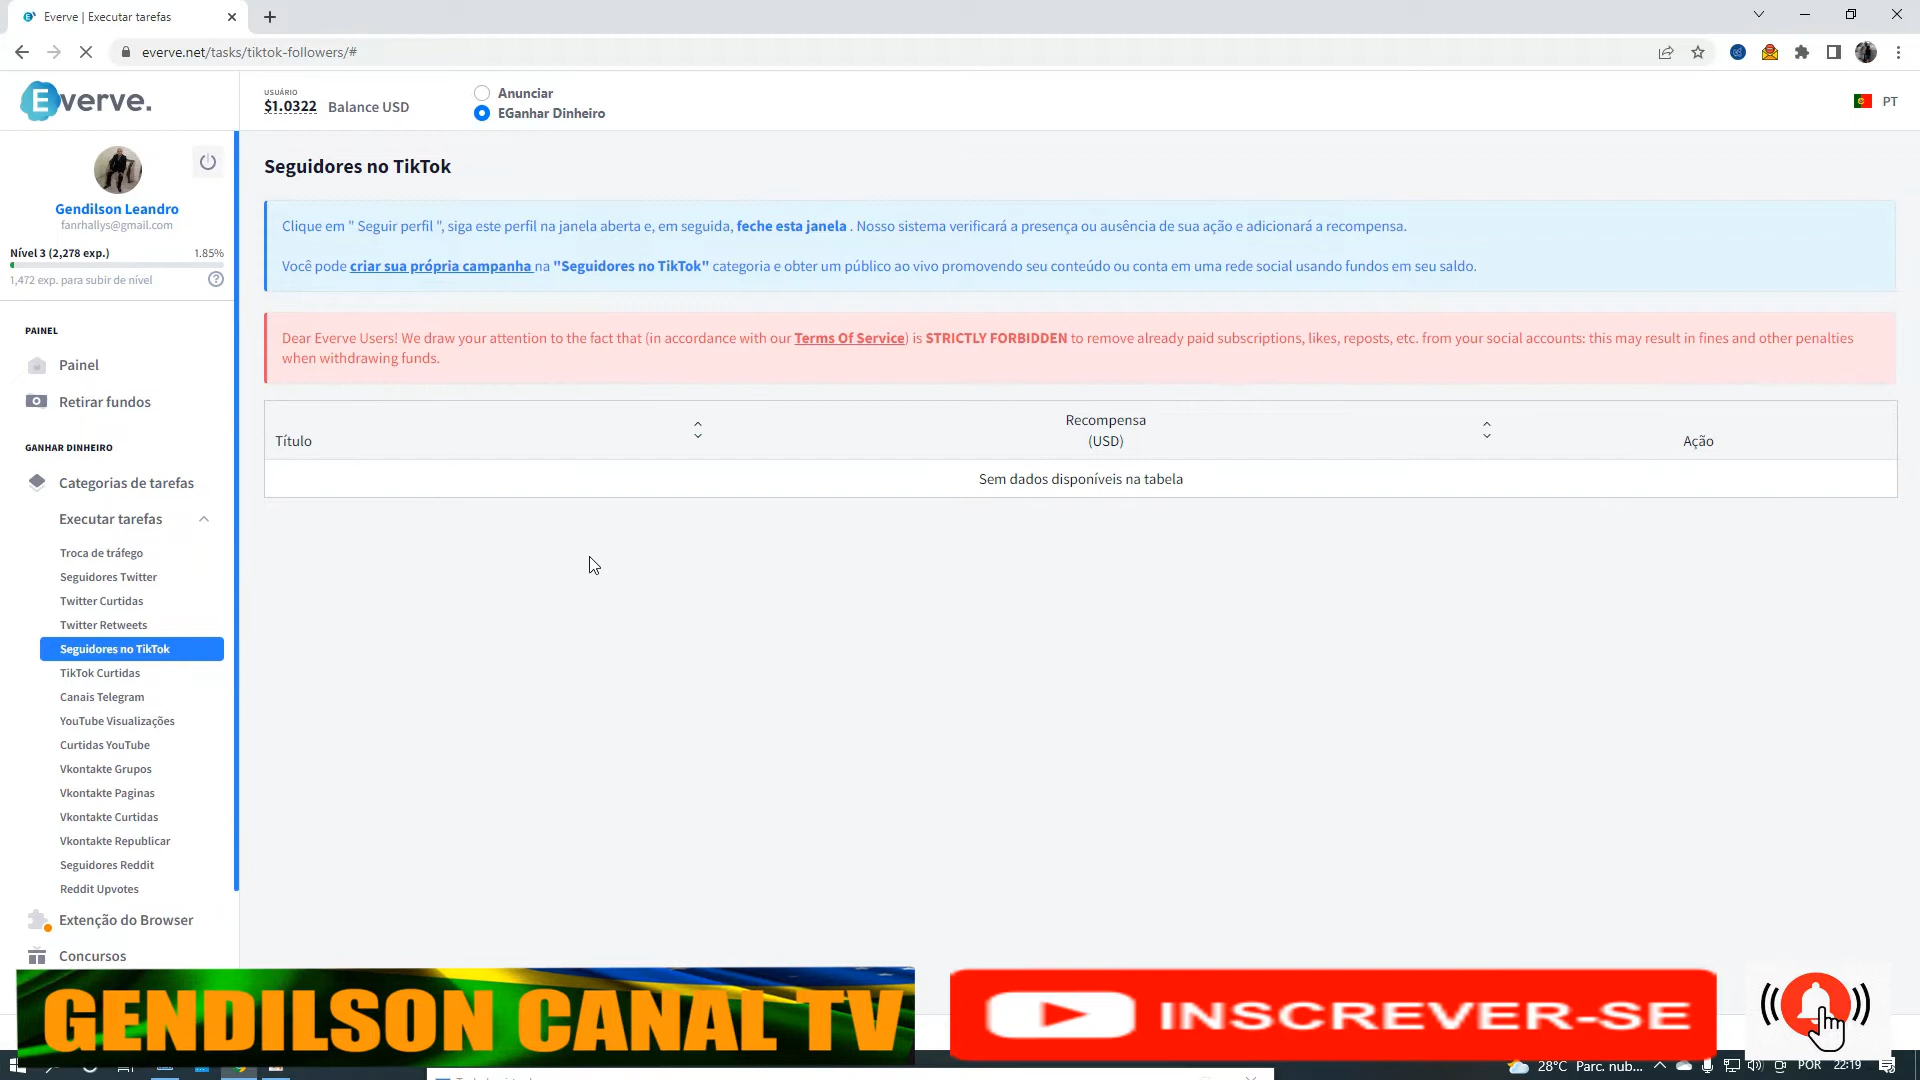 Everve | Executar tarefas
everve.net/tasks/tiktok-followers/#
Everve.
USUÁRIO
$1.0322 Balance USD
Anunciar
EGanhar Dinheiro
PT
Gendilson Leandro
fanrhallys@gmail.com
Nível 3 (2,278 exp.) 1.85%
1,472 exp. para subir de nível
PAINEL
Painel
Retirar fundos
GANHAR DINHEIRO
Categorias de tarefas
Executar tarefas
Troca de tráfego
Seguidores Twitter
Twitter Curtidas
Twitter Retweets
Seguidores no TikTok
TikTok Curtidas
Canais Telegram
YouTube Visualizações
Curtidas YouTube
Vkontakte Grupos
Vkontakte Paginas
Vkontakte Curtidas
Vkontakte Republicar
Seguidores Reddit
Reddit Upvotes
Extenção do Browser
Concursos
Seguidores no TikTok
Clique em " Seguir perfil ", siga este perfil na janela aberta e, em seguida, feche esta janela . Nosso sistema verificará a presença ou ausência de sua ação e adicionará a recompensa.
Você pode criar sua própria campanha na "Seguidores no TikTok" categoria e obter um público ao vivo promovendo seu conteúdo ou conta em uma rede social usando fundos em seu saldo.
Dear Everve Users! We draw your attention to the fact that (in accordance with our Terms Of Service) is STRICTLY FORBIDDEN to remove already paid subscriptions, likes, reposts, etc. from your social accounts: this may result in fines and other penalties
when withdrawing funds.
Título
Recompensa
(USD)
Ação
Sem dados disponíveis na tabela
GENDILSON CANAL TV
INSCREVER-SE
28°C Parc. nub... POR 22:19